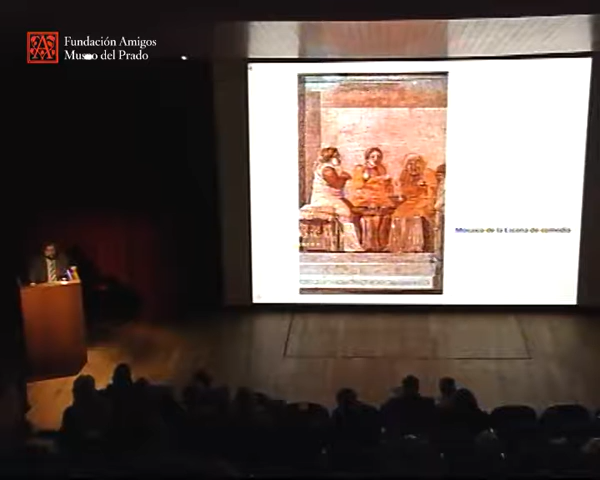 Fundación Amigos
Museo del Prado
Mosaico de la Escena de comedia